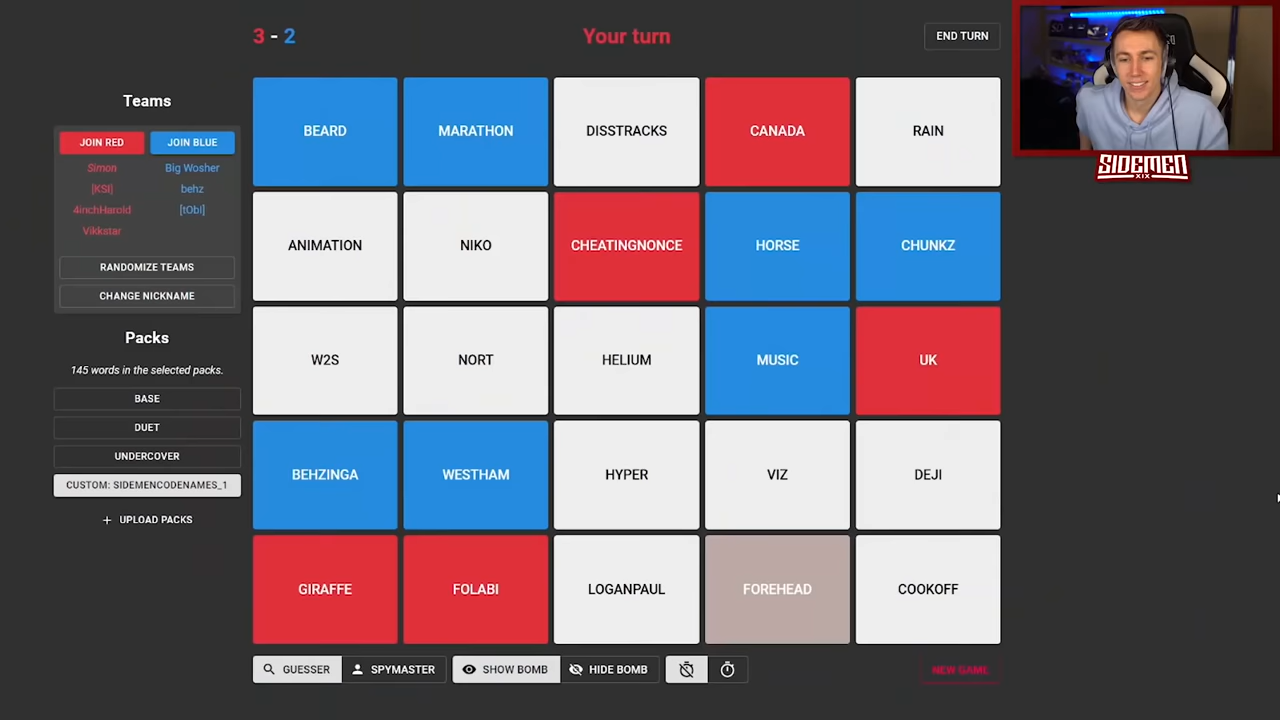 3 - 2
Your turn
END TURN
Teams
JOIN RED
JOIN BLUE
Simon
Big Wosher
[KSI]
behz
4inchHarold
[tObI]
Vikkstar
RANDOMIZE TEAMS
CHANGE NICKNAME
Packs
145 words in the selected packs.
BASE
DUET
UNDERCOVER
CUSTOM: SIDEMENCODENAMES_1
+ UPLOAD PACKS
BEARD
MARATHON
DISSTRACKS
CANADA
RAIN
ANIMATION
NIKO
CHEATINGNONCE
HORSE
CHUNKZ
W2S
NORT
HELIUM
MUSIC
UK
BEHZINGA
WESTHAM
HYPER
VIZ
DEJI
GIRAFFE
FOLABI
LOGANPAUL
FOREHEAD
COOKOFF
GUESSER
SPYMASTER
SHOW BOMB
HIDE BOMB
NEW GAME
SIDEMEN
XIX